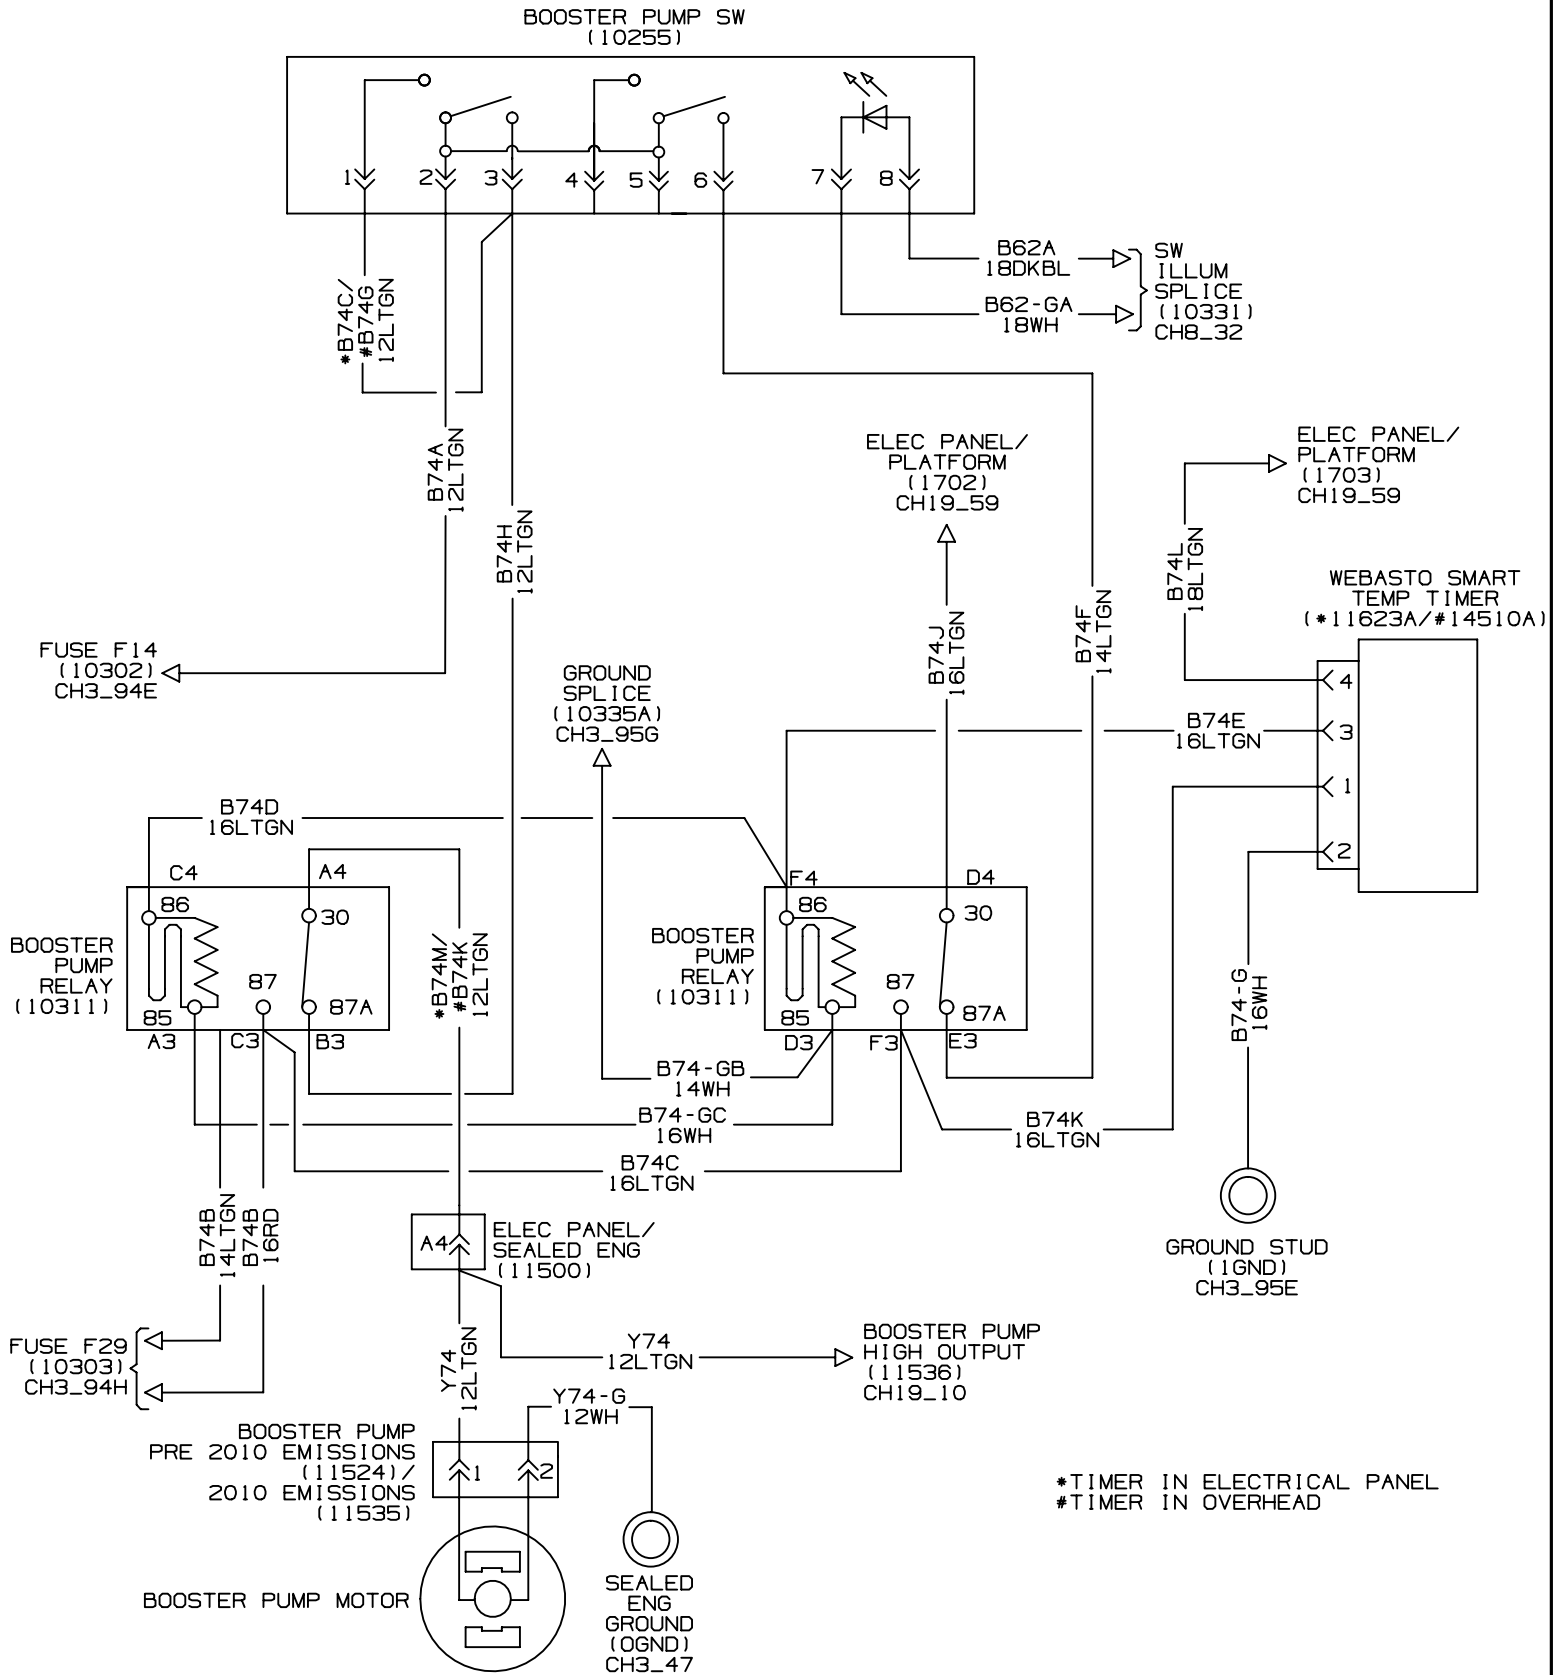 BOOSTER PUMP SW
(10255)
1
2
3
4
5
6
7
8
*B74C/
#B74G
12LTGN
B62A
18DKBL
B62-GA
18WH
SW
ILLUM
SPLICE
(10331)
CH8_32
B74A
12LTGN
B74H
12LTGN
ELEC PANEL/
PLATFORM
(1702)
CH19_59
ELEC PANEL/
PLATFORM
(1703)
CH19_59
B74J
16LTGN
B74F
14LTGN
B74L
18LTGN
WEBASTO SMART
TEMP TIMER
(*11623A/#14510A)
4
3
1
2
FUSE F14
(10302)
CH3_94E
GROUND
SPLICE
(10335A)
CH3_95G
B74E
16LTGN
B74D
16LTGN
C4
A4
86
30
87
87A
85
A3
C3
B3
BOOSTER
PUMP
RELAY
(10311)
*B74M/
#B74K
12LTGN
F4
D4
86
30
87
87A
85
D3
F3
E3
BOOSTER
PUMP
RELAY
(10311)
B74-G
16WH
B74-GB
14WH
B74-GC
16WH
B74K
16LTGN
B74C
16LTGN
B74B
14LTGN
B74B
16RD
A4
ELEC PANEL/
SEALED ENG
(11500)
GROUND STUD
(1GND)
CH3_95E
FUSE F29
(10303)
CH3_94H
Y74
12LTGN
Y74
12LTGN
BOOSTER PUMP
HIGH OUTPUT
(11536)
CH19_10
Y74-G
12WH
BOOSTER PUMP
PRE 2010 EMISSIONS
(11524)/
2010 EMISSIONS
(11535)
1
2
*TIMER IN ELECTRICAL PANEL
#TIMER IN OVERHEAD
BOOSTER PUMP MOTOR
SEALED
ENG
GROUND
(0GND)
CH3_47